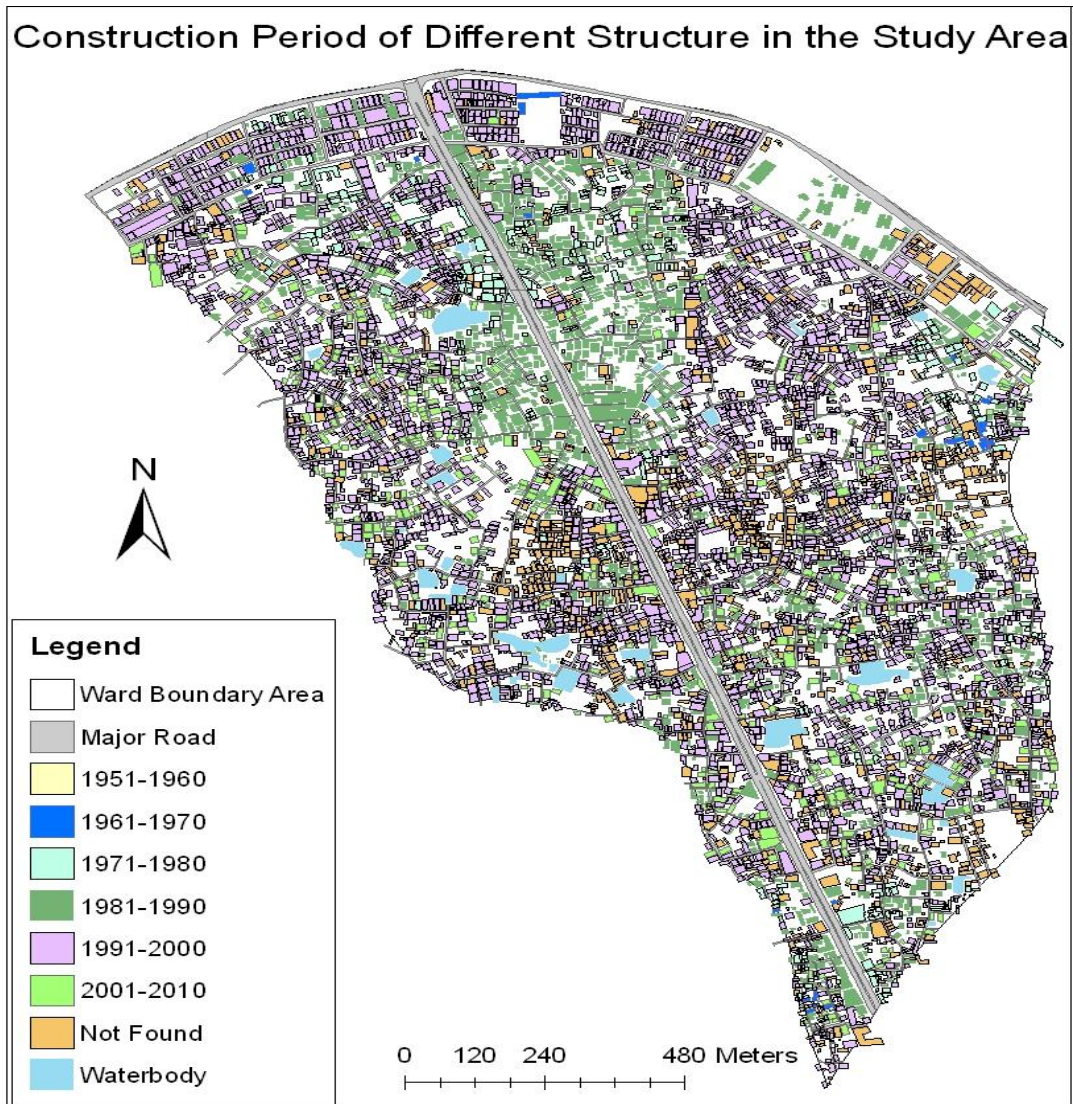 Construction Period of Different Structure in the Study Area
N
Legend
Ward Boundary Area
Major Road
1951-1960
1961-1970
1971-1980
1981-1990
1991-2000
2001-2010
Not Found
Waterbody
0 120 240 480 Meters